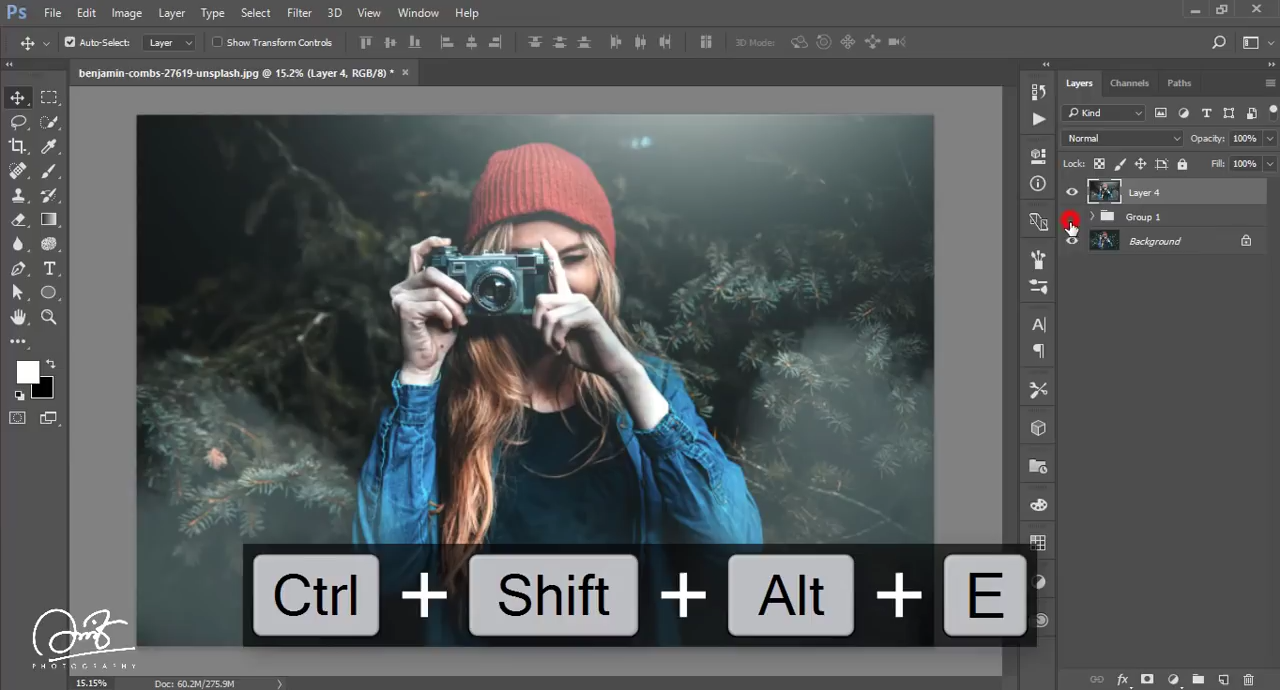 Ps File Edit Image Layer Type Select Filter 3D View Window Help
Auto-Select: Layer Show Transform Controls 3D Mode:
benjamin-combs-27619-unsplash.jpg @ 15.2% (Layer 4, RGB/8) * ×
Layers Channels Paths
Kind
Normal Opacity: 100%
Lock: Fill: 100%
Layer 4
Group 1
Background
Ctrl + Shift + Alt + E
PHOTOGRAPHY
15.15% Doc: 60.2M/275.9M
fx